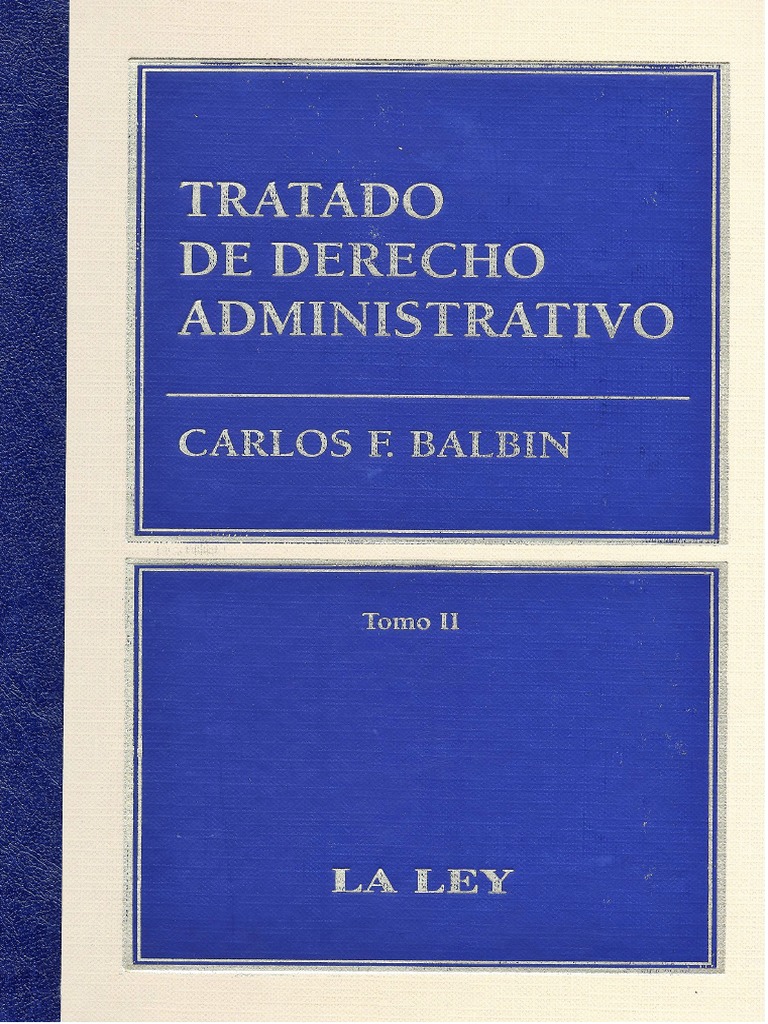 TRATADO
DE DERECHO
ADMINISTRATIVO
CARLOS F. BALBIN
Tomo II
LA LEY